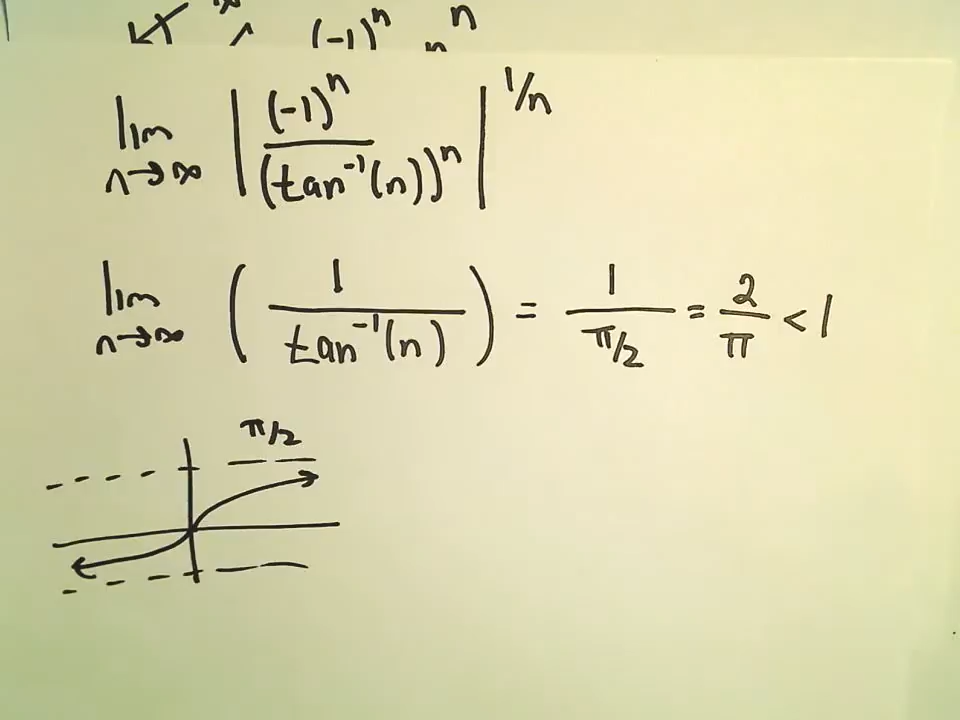 (-1)^n n
lim n→∞ | (-1)^n / (tan^-1(n))^n |^1/n
lim n→∞ ( 1 / tan^-1(n) ) = 1 / π/2 = 2/π < 1
π/2